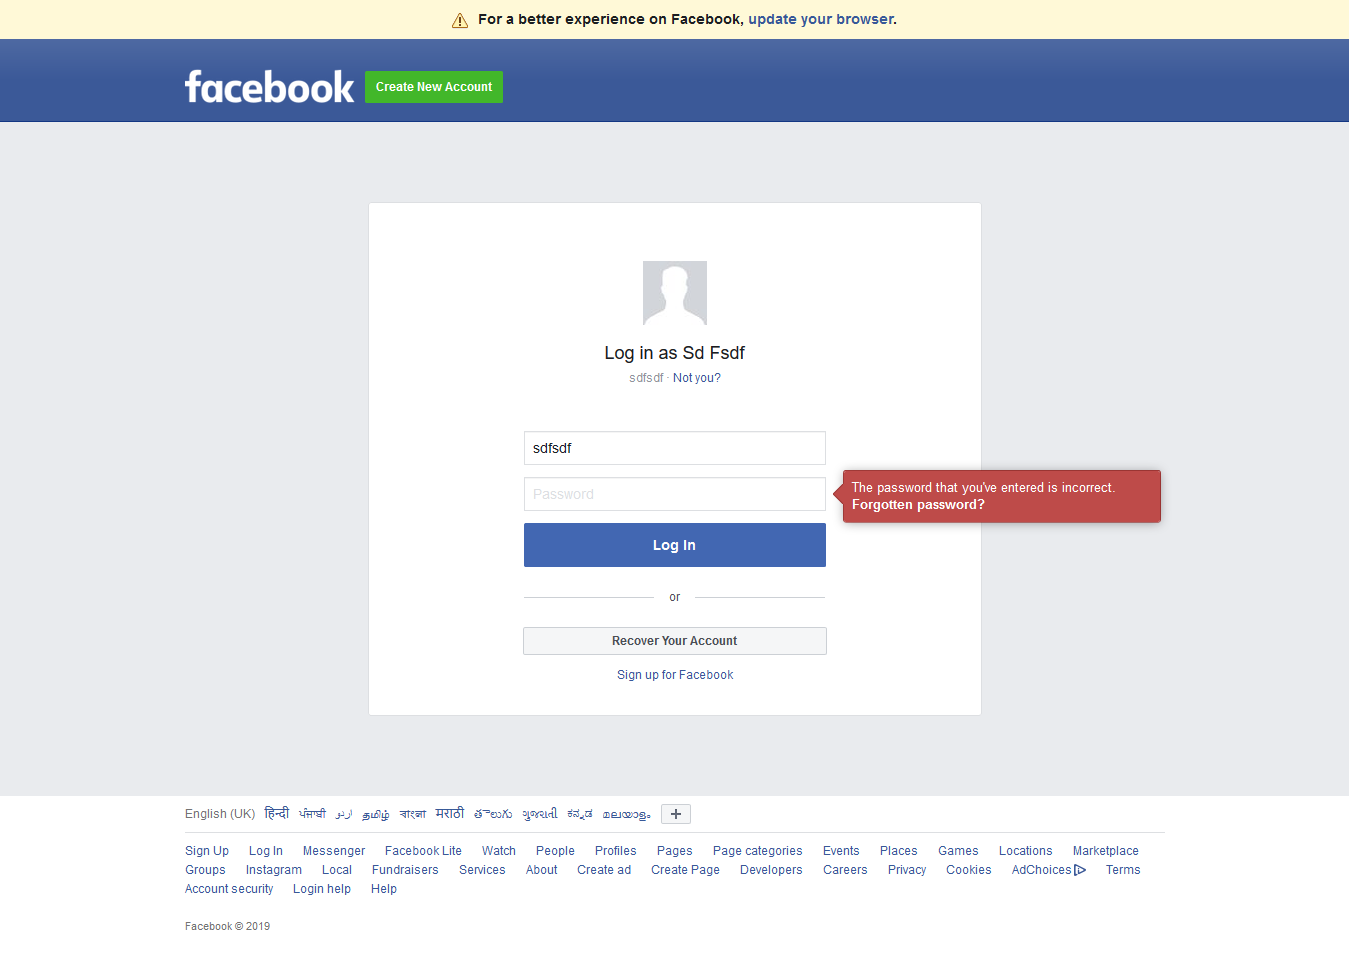 For a better experience on Facebook, update your browser.
facebook Create New Account
Log in as Sd Fsdf
sdfsdf · Not you?
sdfsdf
Password
The password that you've entered is incorrect.
Forgotten password?
Log In
or
Recover Your Account
Sign up for Facebook
English (UK) हिन्दी ਪੰਜਾਬੀ اردو தமிழ் বাংলা मराठी తెలుగు ગુજરાતી ಕನ್ನಡ മലയാളം
Sign Up Log In Messenger Facebook Lite Watch People Profiles Pages Page categories Events Places Games Locations Marketplace
Groups Instagram Local Fundraisers Services About Create ad Create Page Developers Careers Privacy Cookies AdChoices Terms
Account security Login help Help
Facebook © 2019